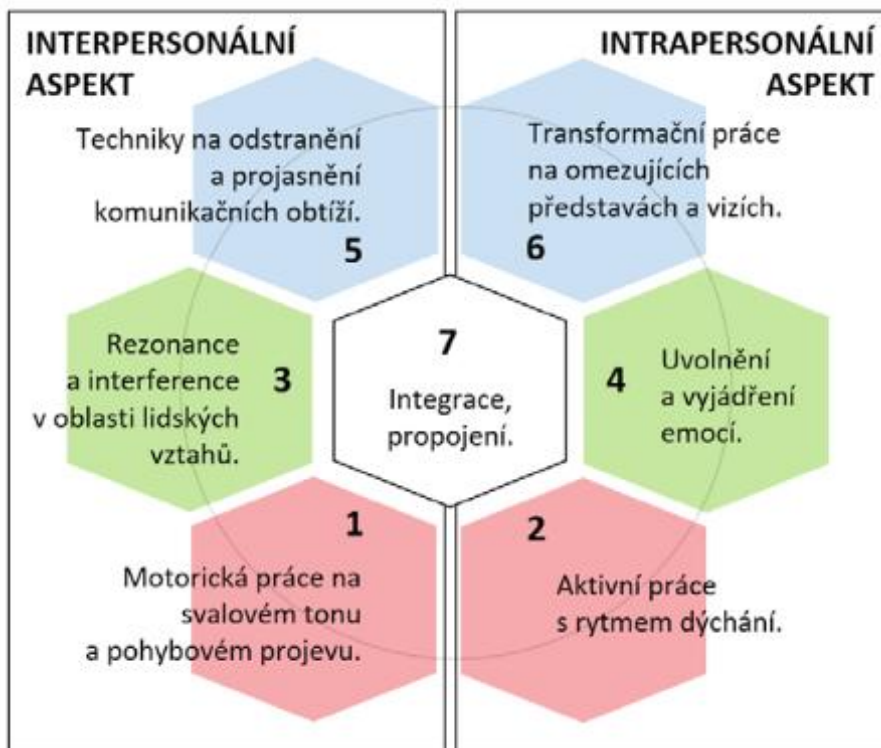 INTERPERSONÁLNÍ
ASPEKT
INTRAPERSONÁLNÍ
ASPEKT
Techniky na odstranění
a projasnění
komunikačních obtíží.
5
Transformační práce
na omezujících
představách a vizích.
6
Rezonance
a interference
v oblasti lidských
vztahů.
3
7
Integrace,
propojení.
4
Uvolnění
a vyjádření
emocí.
1
Motorická práce na
svalovém tonu
a pohybovém projevu.
2
Aktivní práce
s rytmem dýchání.